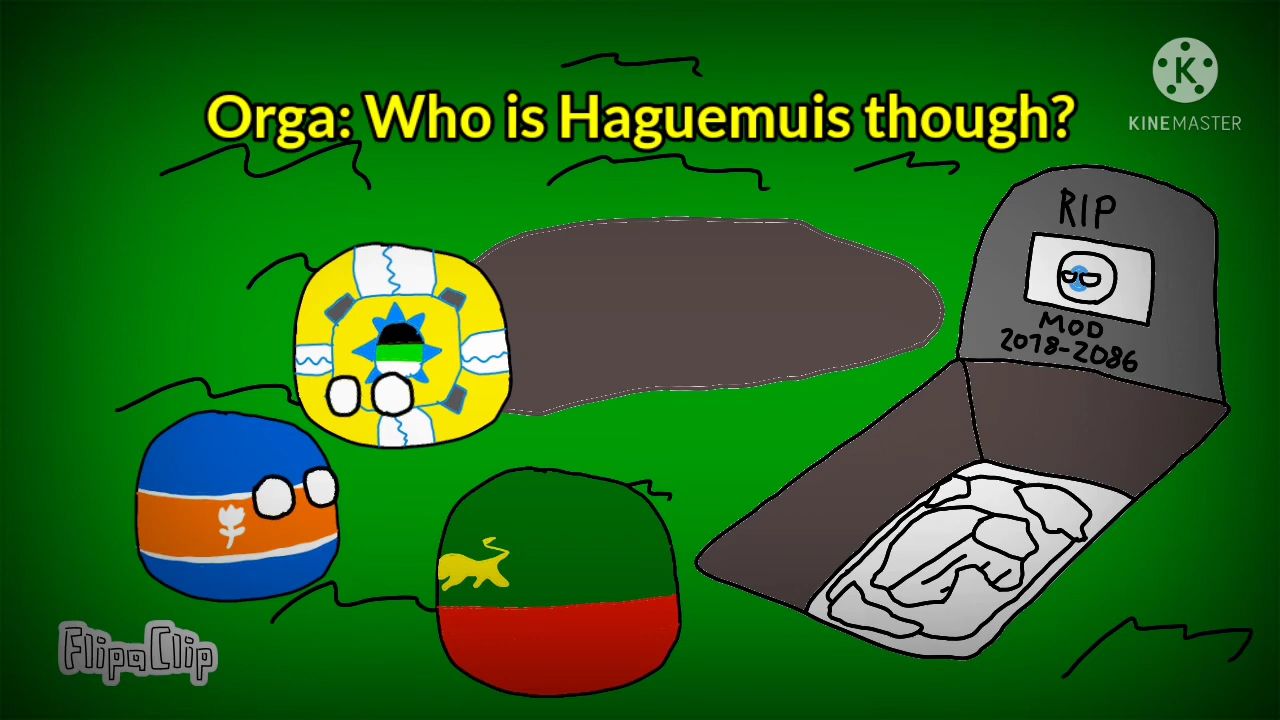 Orga: Who is Haguemuis though?
K
KINEMASTER
RIP
MOD
2078-2086
FlipaClip